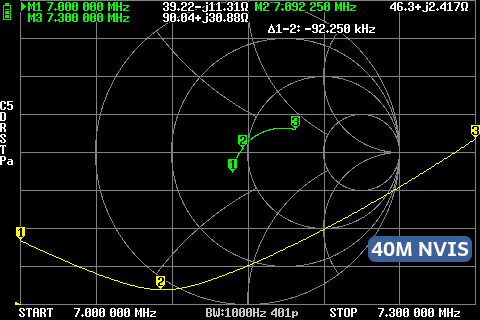 ▶M1 7.000 000 MHz 39.22-j11.31Ω M2 7.092 250 MHz 46.3+j2.417Ω
M3 7.300 000 MHz 90.04+j30.88Ω
Δ1-2: -92.250 kHz
C5
D
R
S
T
Pa
3
2
3
1
1
2
40M NVIS
START 7.000 000 MHz BW:1000Hz 401p STOP 7.300 000 MHz